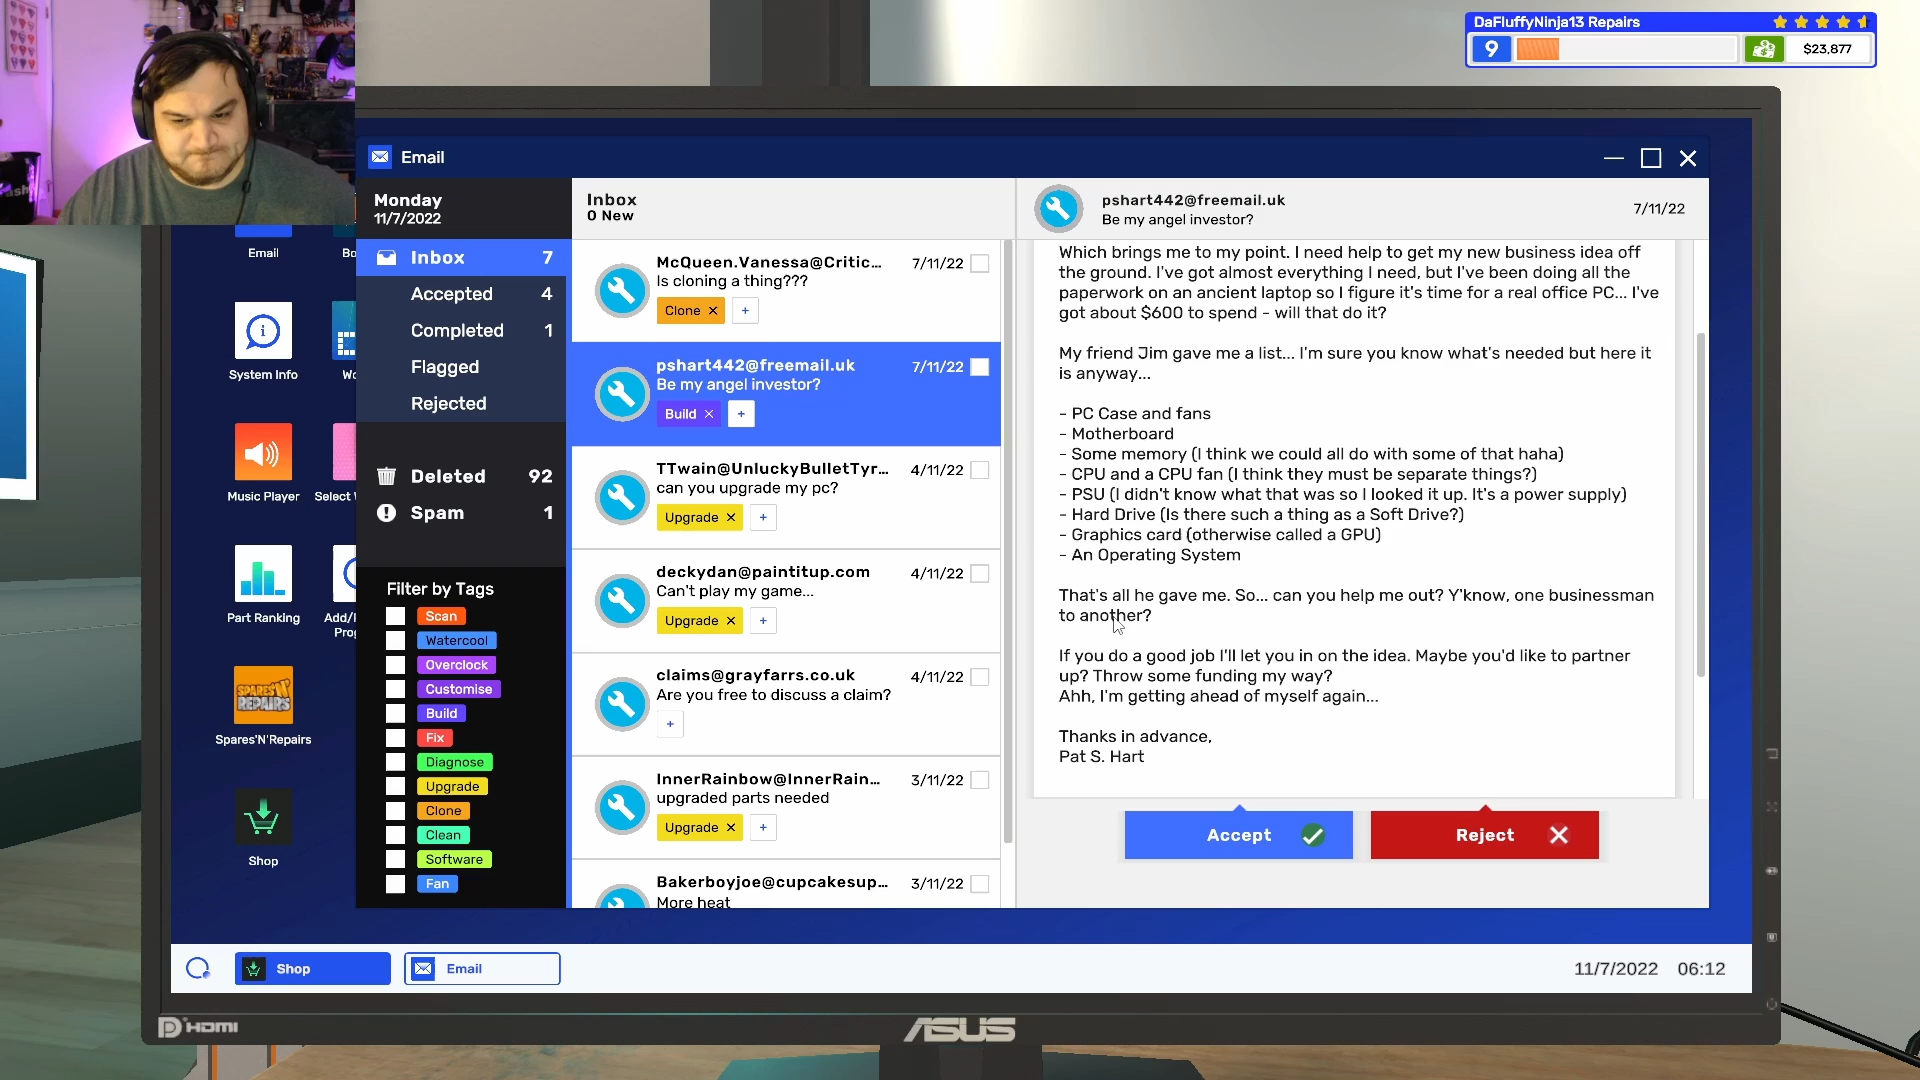 DaFluffyNinja13 Repairs
9
$23,877
Email
Monday
11/7/2022
Inbox 7
Accepted 4
Completed 1
Flagged
Rejected
Deleted 92
Spam 1
Filter by Tags
Scan
Watercool
Overclock
Customise
Build
Fix
Diagnose
Upgrade
Clone
Clean
Software
Fan
Inbox
0 New
McQueen.Vanessa@Critic... 7/11/22
Is cloning a thing???
Clone × +
pshart442@freemail.uk 7/11/22
Be my angel investor?
Build × +
TTwain@UnluckyBulletTyr... 4/11/22
can you upgrade my pc?
Upgrade × +
deckydan@paintitup.com 4/11/22
Can't play my game...
Upgrade × +
claims@grayfarrs.co.uk 4/11/22
Are you free to discuss a claim?
+
InnerRainbow@InnerRain... 3/11/22
upgraded parts needed
Upgrade × +
Bakerboyjoe@cupcakesup... 3/11/22
More heat
pshart442@freemail.uk
Be my angel investor?
7/11/22
Which brings me to my point. I need help to get my new business idea off
the ground. I've got almost everything I need, but I've been doing all the
paperwork on an ancient laptop so I figure it's time for a real office PC... I've
got about $600 to spend - will that do it?
My friend Jim gave me a list... I'm sure you know what's needed but here it
is anyway...
- PC Case and fans
- Motherboard
- Some memory (I think we could all do with some of that haha)
- CPU and a CPU fan (I think they must be separate things?)
- PSU (I didn't know what that was so I looked it up. It's a power supply)
- Hard Drive (Is there such a thing as a Soft Drive?)
- Graphics card (otherwise called a GPU)
- An Operating System
That's all he gave me. So... can you help me out? Y'know, one businessman
to another?
If you do a good job I'll let you in on the idea. Maybe you'd like to partner
up? Throw some funding my way?
Ahh, I'm getting ahead of myself again...
Thanks in advance,
Pat S. Hart
Accept
Reject
Email
System Info
Music Player
Select
Part Ranking
Add/
Spares'N'Repairs
SPARES'N' REPAIRS
Shop
Shop
Email
11/7/2022 06:12
HDMI
ASUS